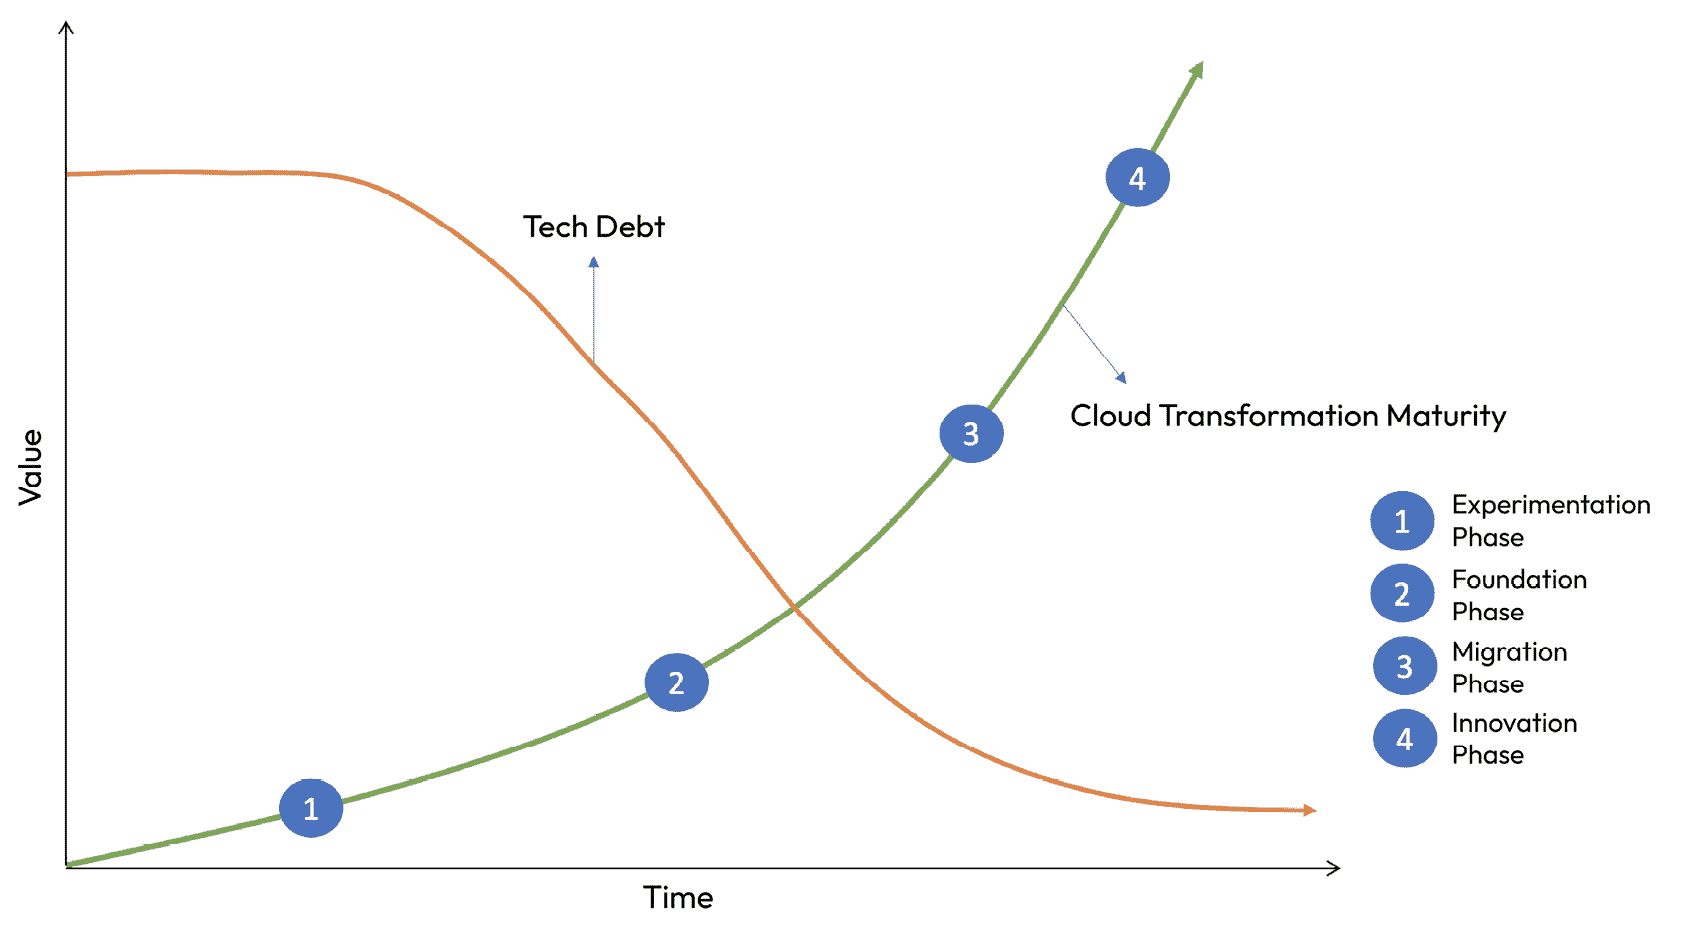 Tech Debt
4
3
Cloud Transformation Maturity
Value
2
1
Time
1 Experimentation
Phase
2 Foundation
Phase
3 Migration
Phase
4 Innovation
Phase